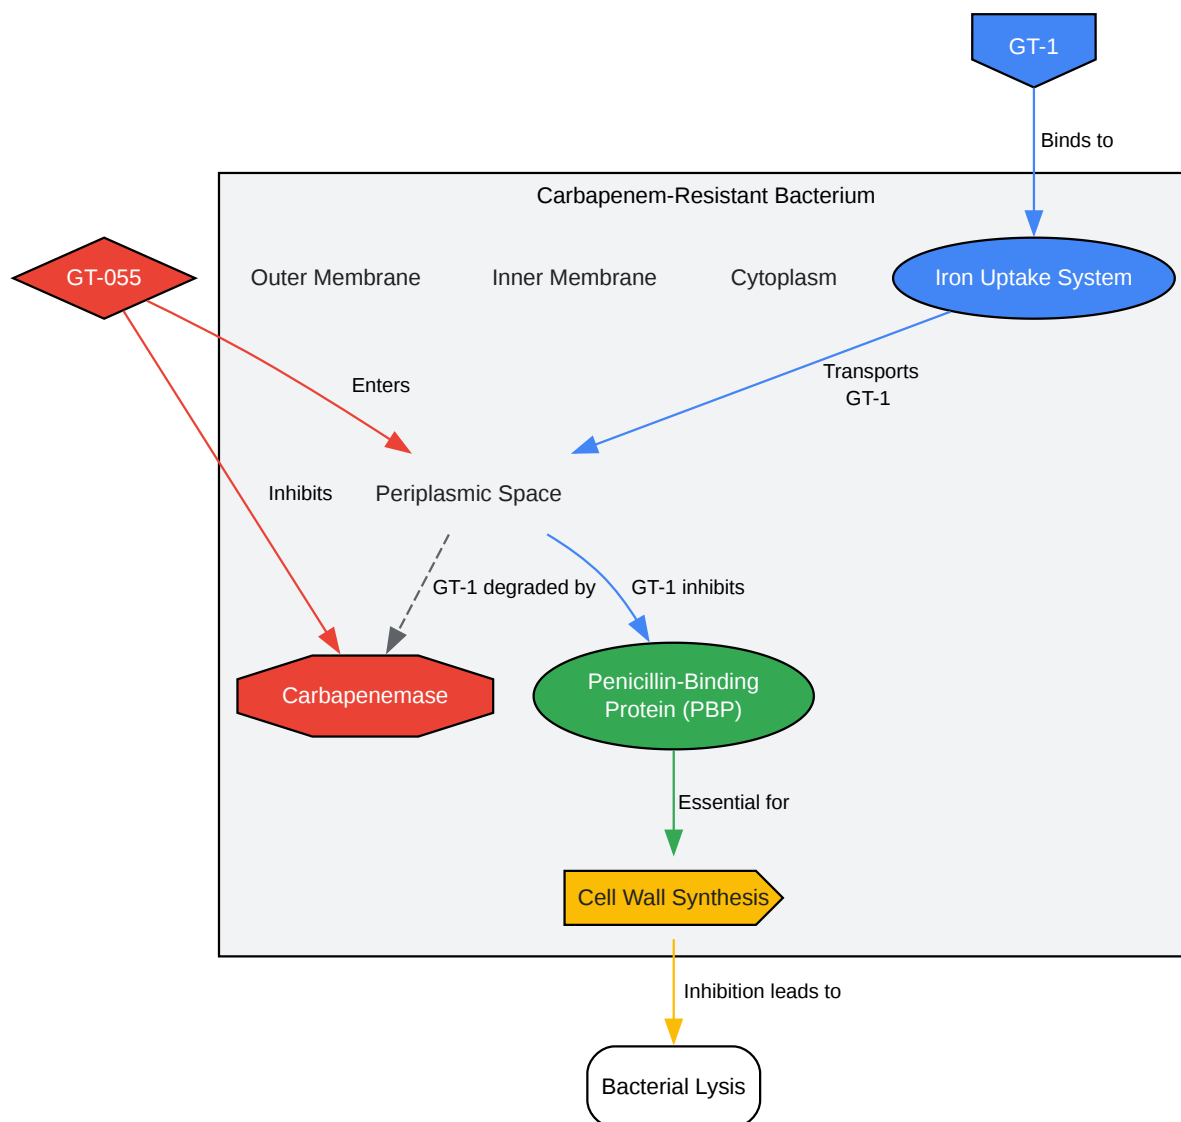 GT-1
Binds to
Carbapenem-Resistant Bacterium
GT-055
Outer Membrane
Inner Membrane
Cytoplasm
Iron Uptake System
Enters
Transports
GT-1
Inhibits
Periplasmic Space
GT-1 degraded by
GT-1 inhibits
Carbapenemase
Penicillin-Binding
Protein (PBP)
Essential for
Cell Wall Synthesis
Inhibition leads to
Bacterial Lysis